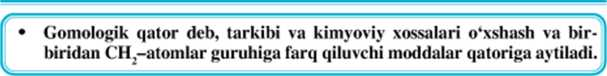 • Gomologik qator deb, tarkibi va kimyoviy xossalari o‘xshash va bir-
biridan CH₂–atomlar guruhiga farq qiluvchi moddalar qatoriga aytiladi.